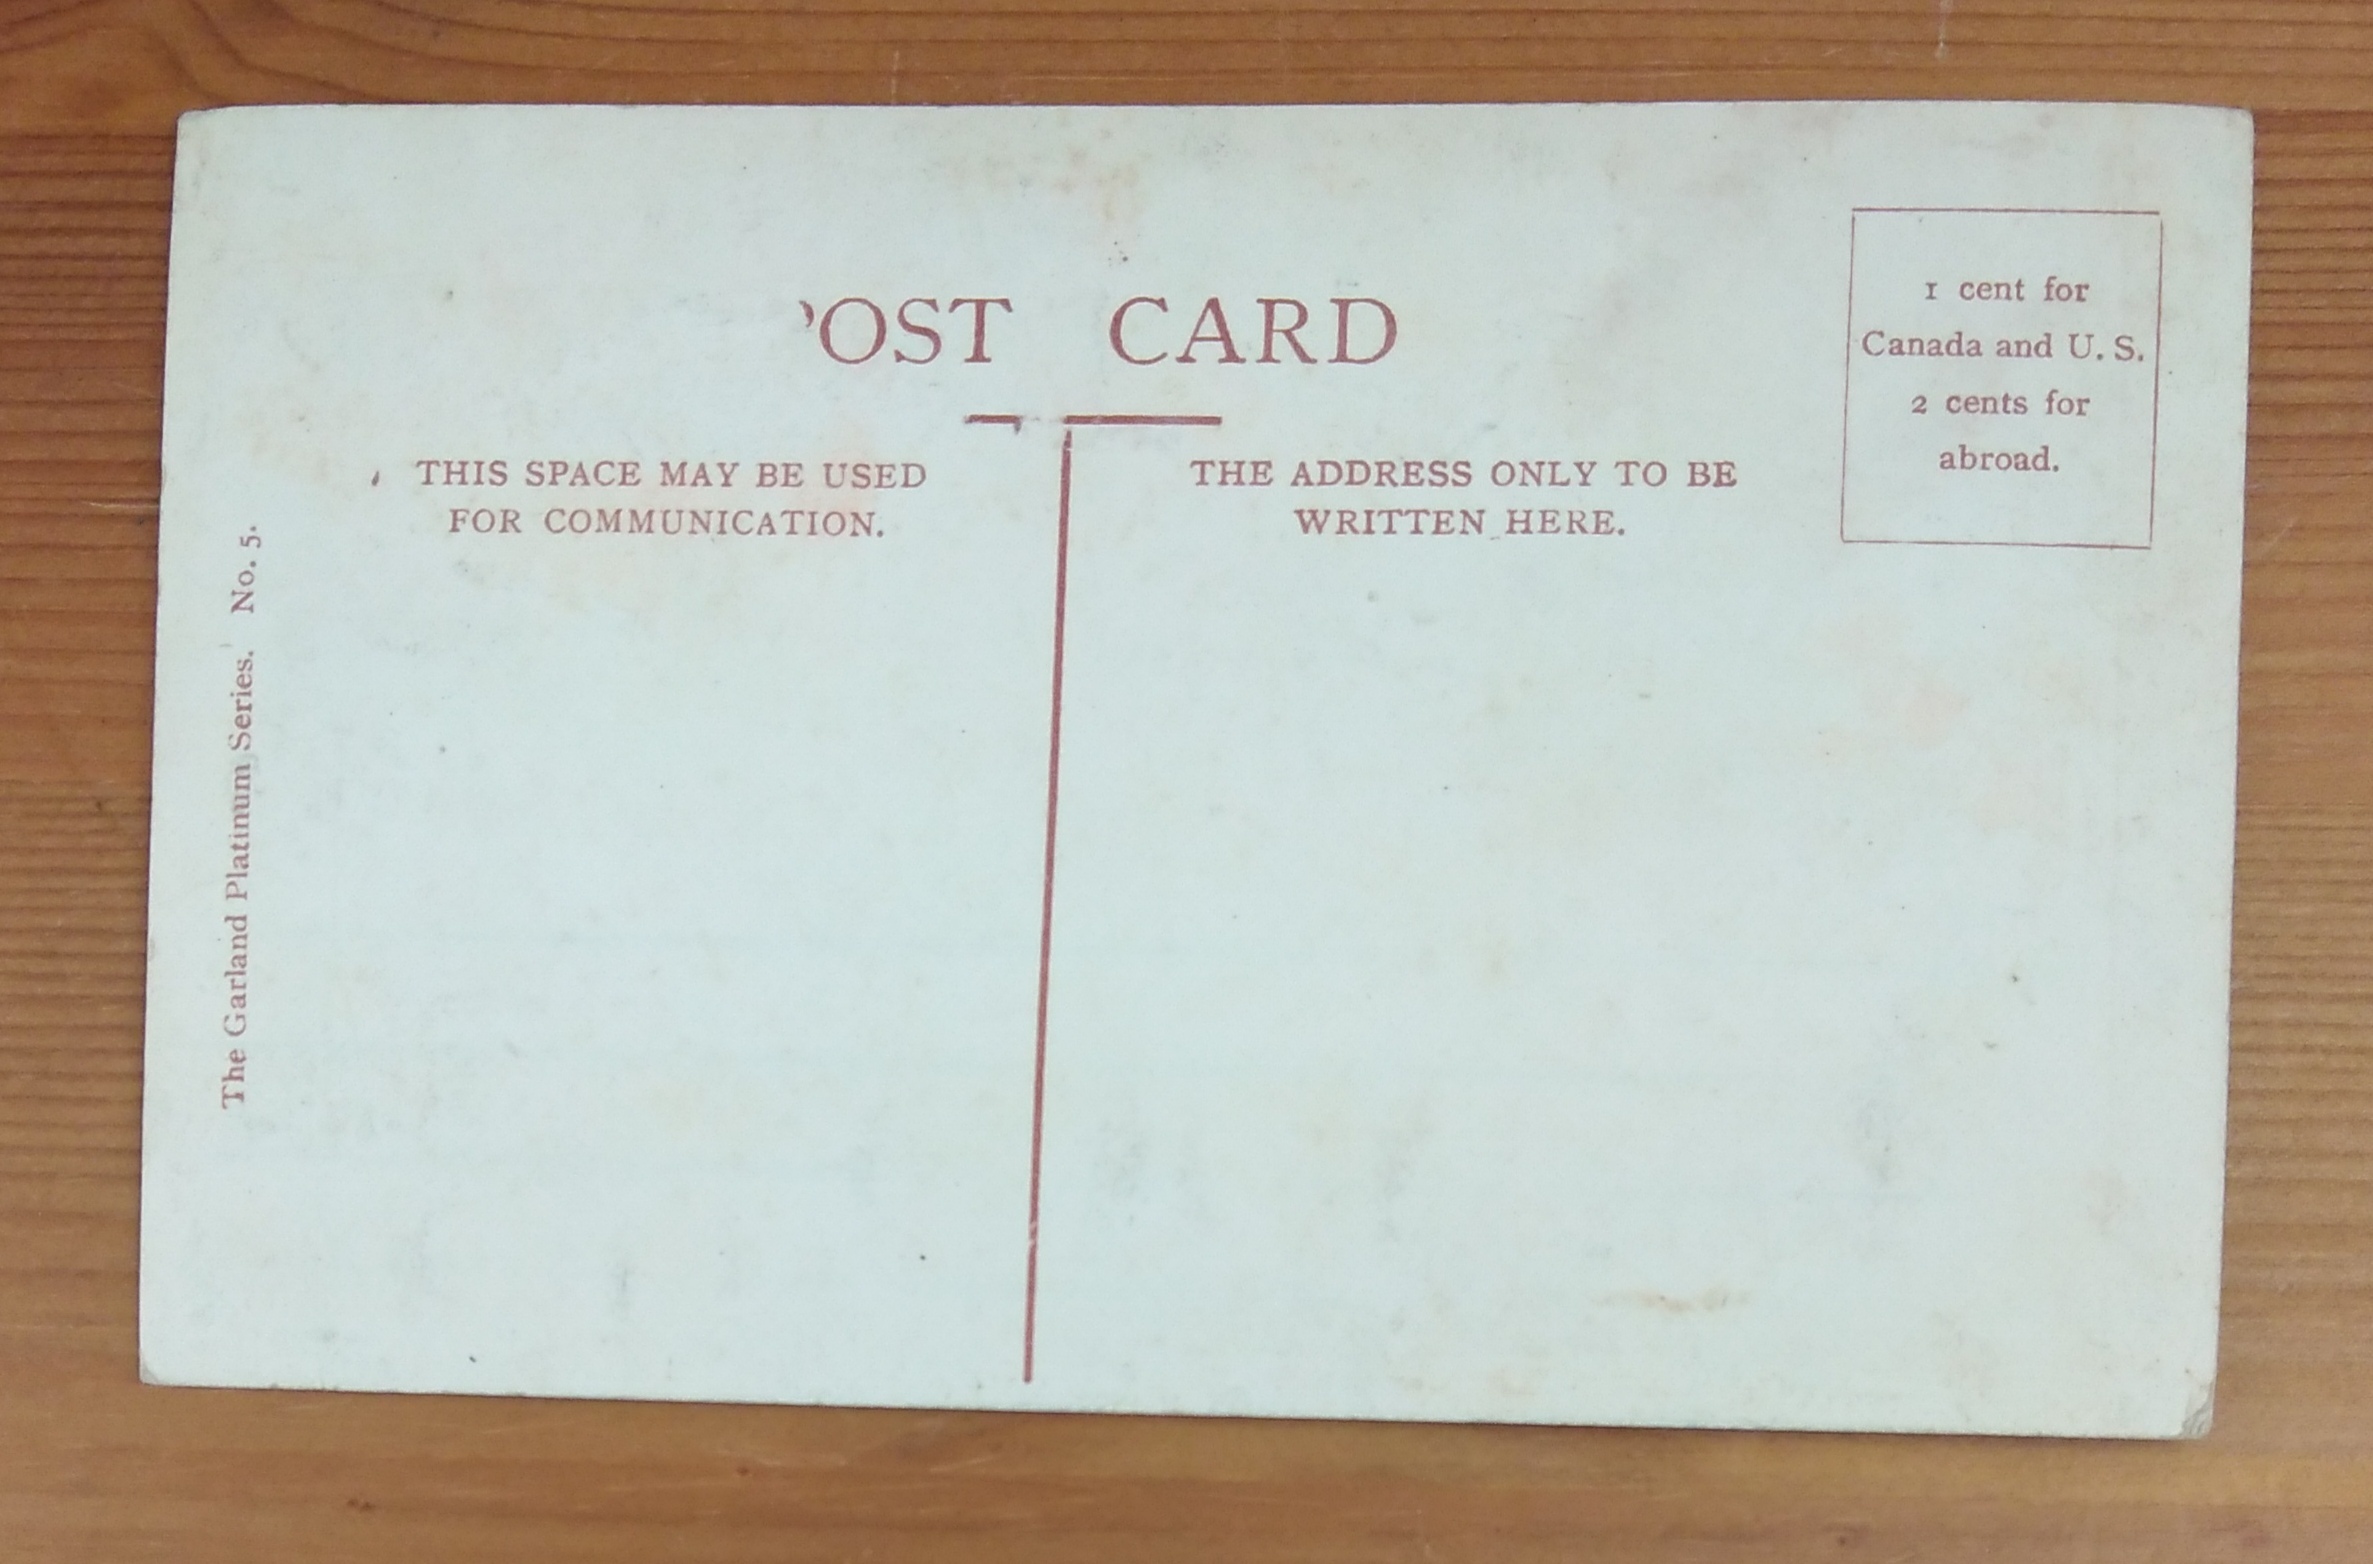 ’OST CARD
1 cent for
Canada and U. S.
2 cents for
abroad.
THIS SPACE MAY BE USED
FOR COMMUNICATION.
THE ADDRESS ONLY TO BE
WRITTEN HERE.
The Garland Platinum Series. No. 5.